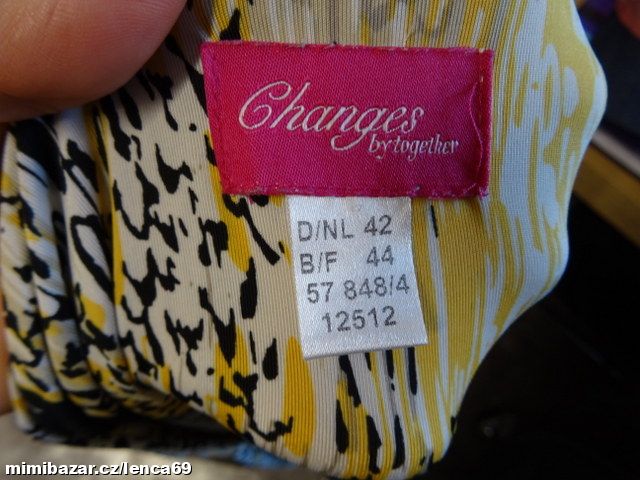 Changes
by together
D/NL 42
B/F 44
57 848/4
12512
mimibazar.cz/lenca69